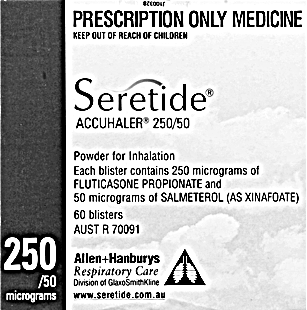 PRESCRIPTION ONLY MEDICINE
KEEP OUT OF REACH OF CHILDREN
Seretide®
ACCUHALER® 250/50
Powder for Inhalation
Each blister contains 250 micrograms of
FLUTICASONE PROPIONATE and
50 micrograms of SALMETEROL (AS XINAFOATE)
60 blisters
AUST R 70091
250
/50
micrograms
Allen+Hanburys
Respiratory Care
Division of GlaxoSmithKline
www.seretide.com.au